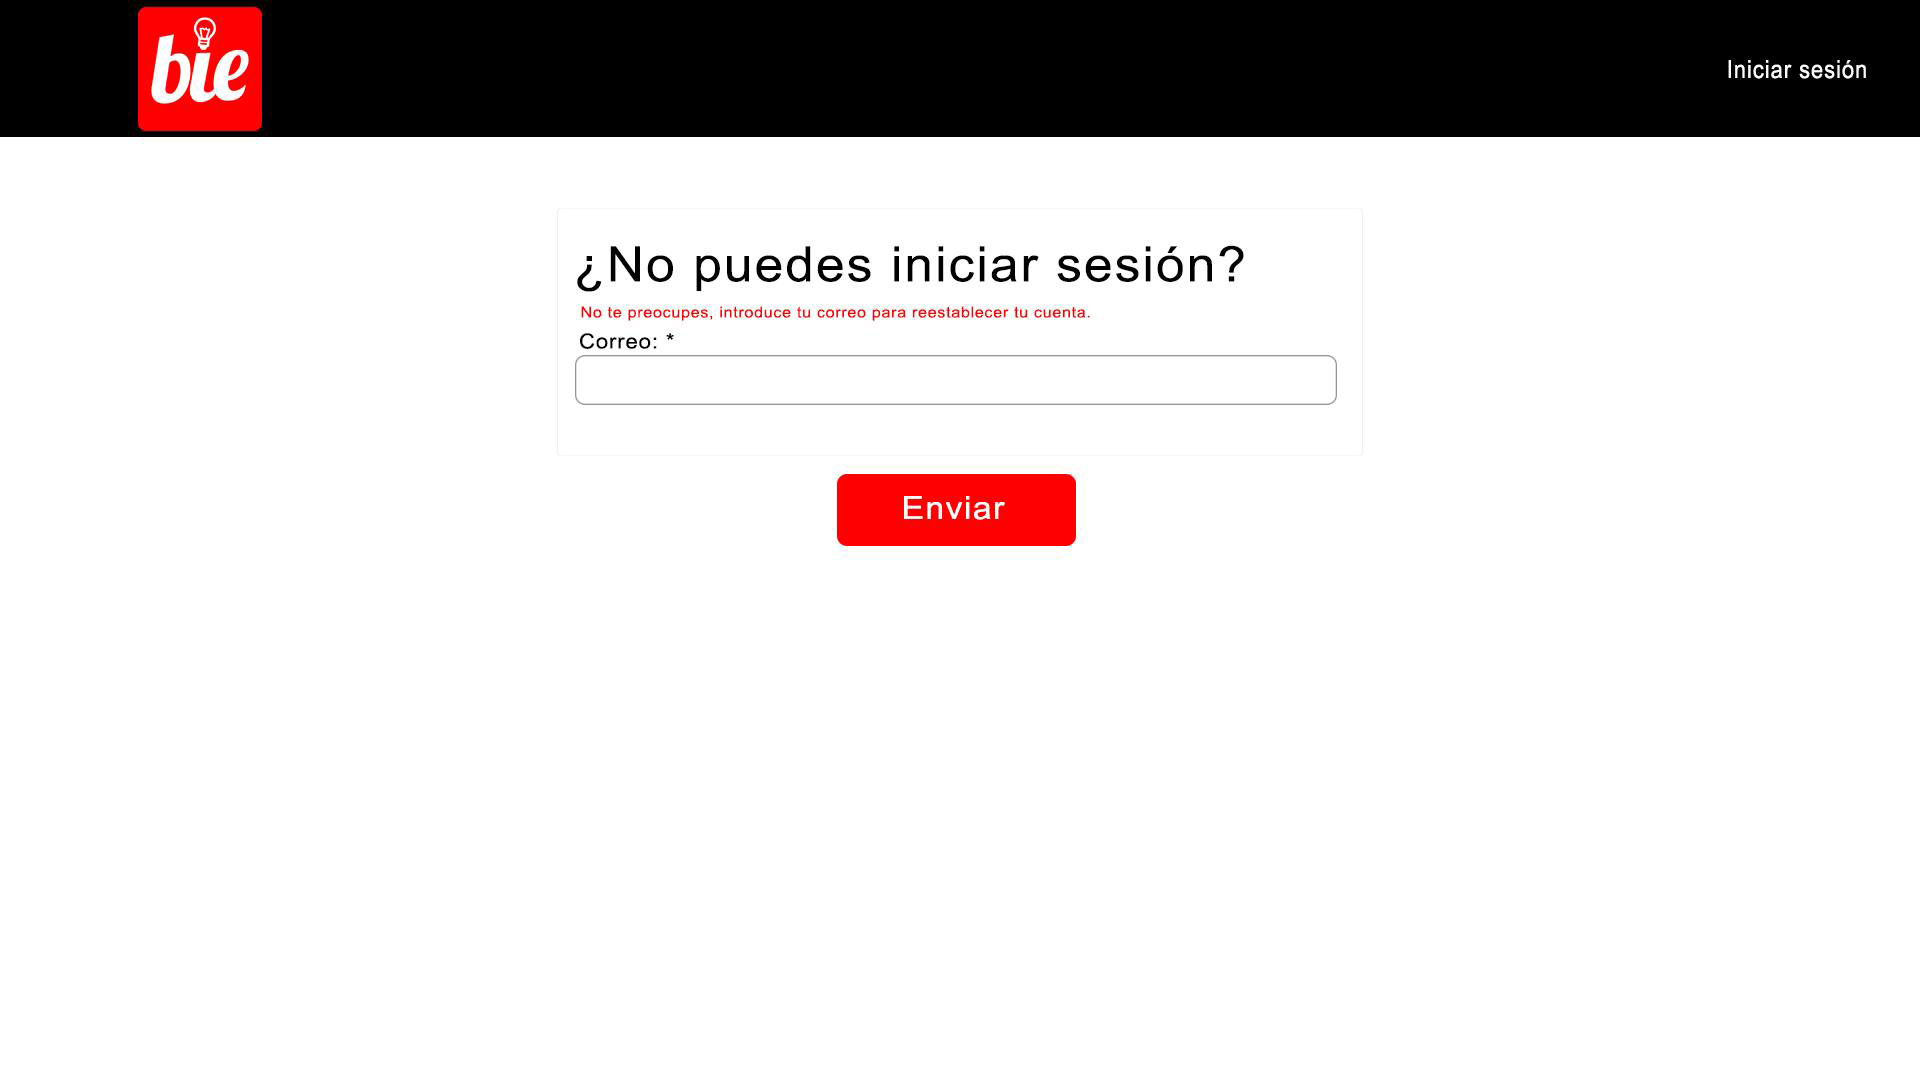 bie
Iniciar sesión
¿No puedes iniciar sesión?
No te preocupes, introduce tu correo para reestablecer tu cuenta.
Correo: *
Enviar